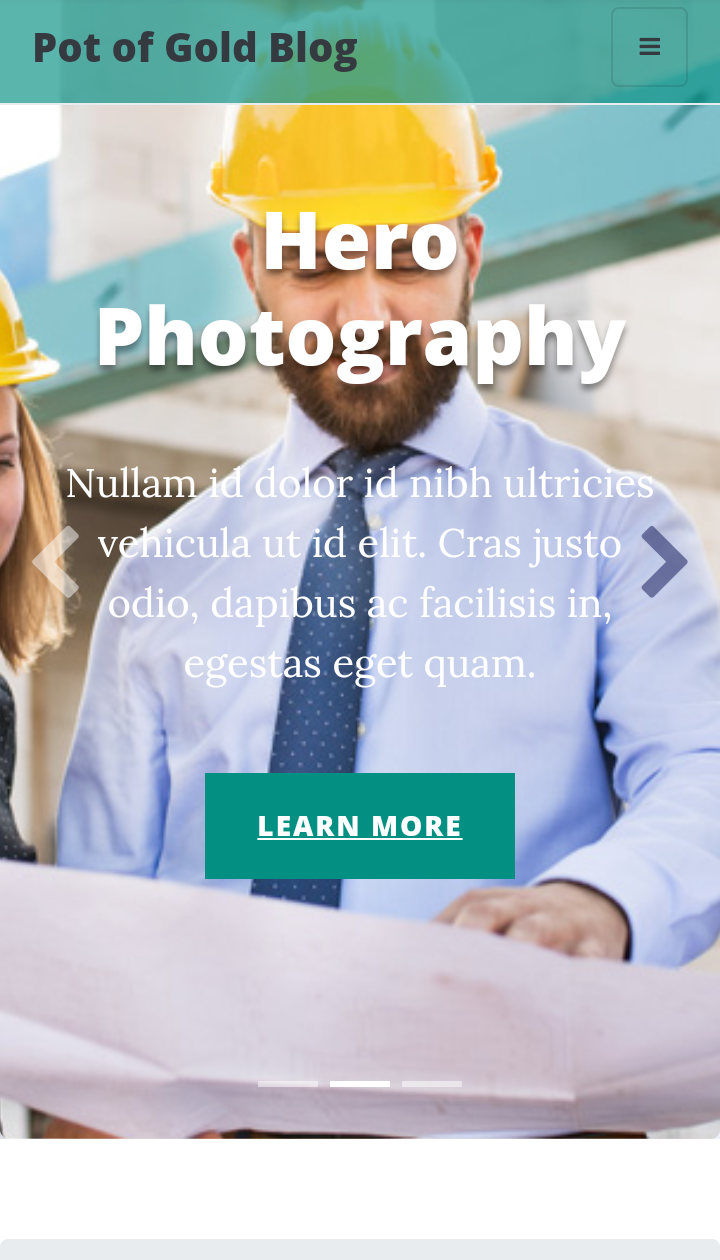 Pot of Gold Blog
Hero
Photography
Nullam id dolor id nibh ultricies
vehicula ut id elit. Cras justo
odio, dapibus ac facilisis in,
egestas eget quam.
LEARN MORE